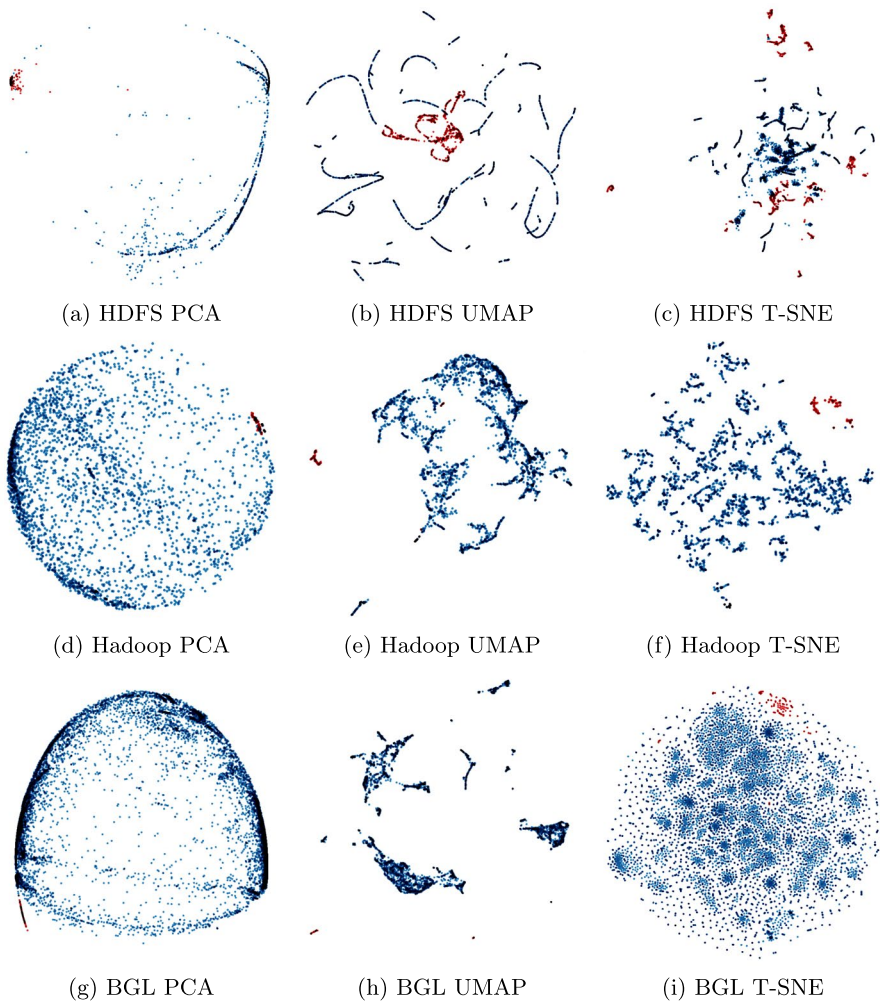 (a) HDFS PCA
(b) HDFS UMAP
(c) HDFS T-SNE
(d) Hadoop PCA
(e) Hadoop UMAP
(f) Hadoop T-SNE
(g) BGL PCA
(h) BGL UMAP
(i) BGL T-SNE